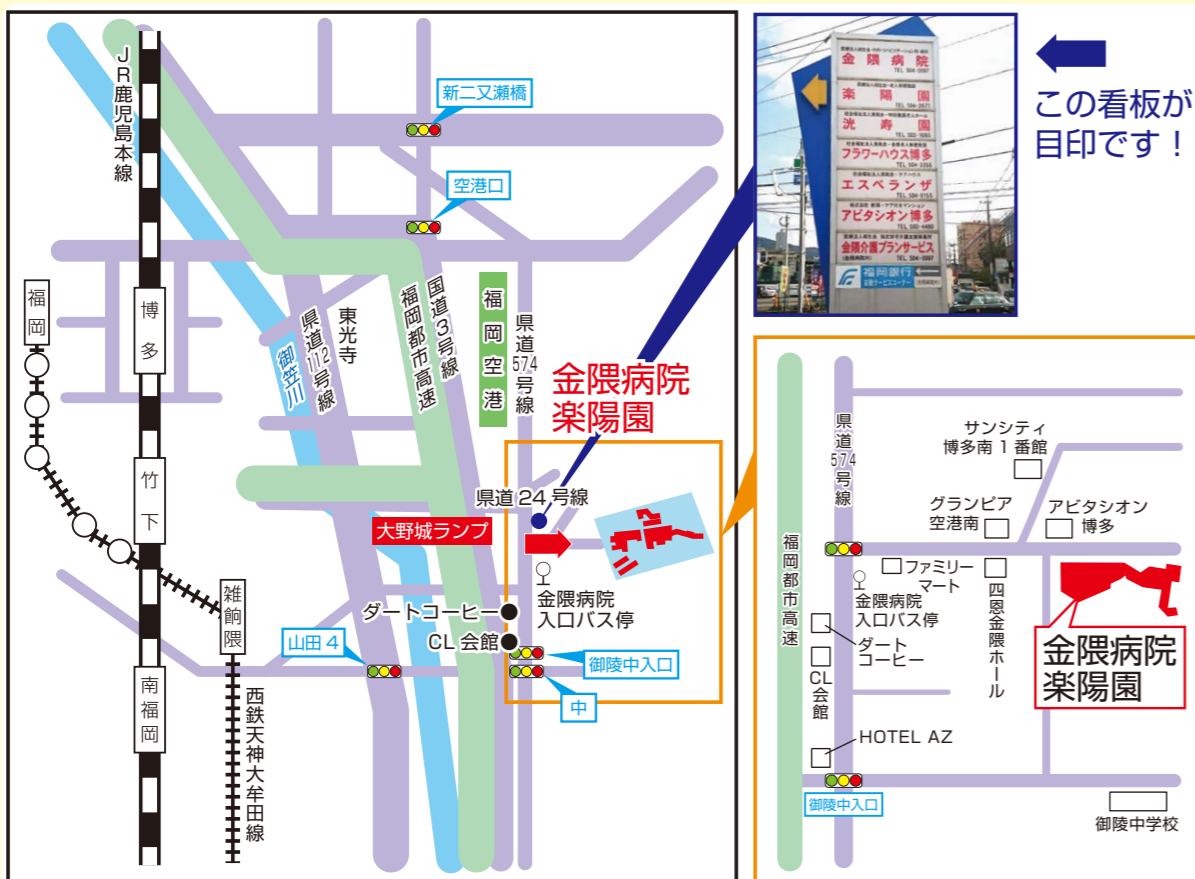 JR鹿児島本線
新二又瀬橋
空港口
福岡
博多
竹下
雑餉隈
南福岡
西鉄天神大牟田線
御笠川
県道112号線
東光寺
福岡都市高速
国道3号線
福岡空港
県道574号線
金隈病院
楽陽園
県道24号線
大野城ランプ
金隈病院
入口バス停
ダートコーヒー
CL会館
山田4
御陵中入口
中
金隈病院
楽陽園
洸寿園
フラワーハウス博多
エスペランザ
アビタシオン博多
金隈介護プランサービス
福岡銀行
この看板が
目印です！
県道574号線
サンシティ
博多南1番館
グランピア
空港南
アビタシオン
博多
福岡都市高速
ファミリー
マート
金隈病院
入口バス停
四恩金隈ホール
ダート
コーヒー
CL会館
金隈病院
楽陽園
HOTEL AZ
御陵中入口
御陵中学校